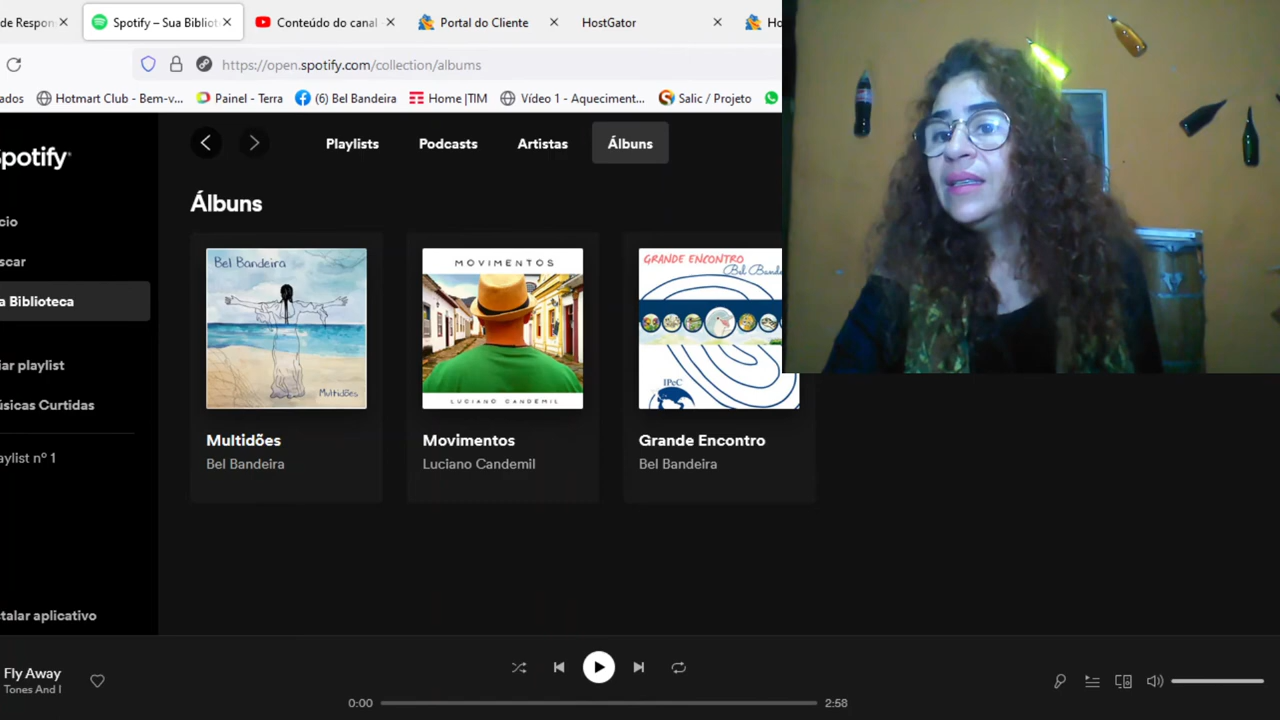 de Respon
Spotify – Sua Bibliot
Conteúdo do canal
Portal do Cliente
HostGator
Ho
https://open.spotify.com/collection/albums
ados
Hotmart Club - Bem-v...
Painel - Terra
(6) Bel Bandeira
Home |TIM
Vídeo 1 - Aqueciment...
Salic / Projeto
potify
Playlists
Podcasts
Artistas
Álbuns
cio
scar
a Biblioteca
iar playlist
úsicas Curtidas
aylist nº 1
stalar aplicativo
Álbuns
Bel Bandeira
Multidões
MOVIMENTOS
LUCIANO CANDEMIL
GRANDE ENCONTRO
Bel Bande
IPeC
Multidões
Bel Bandeira
Movimentos
Luciano Candemil
Grande Encontro
Bel Bandeira
Fly Away
Tones And I
0:00
2:58